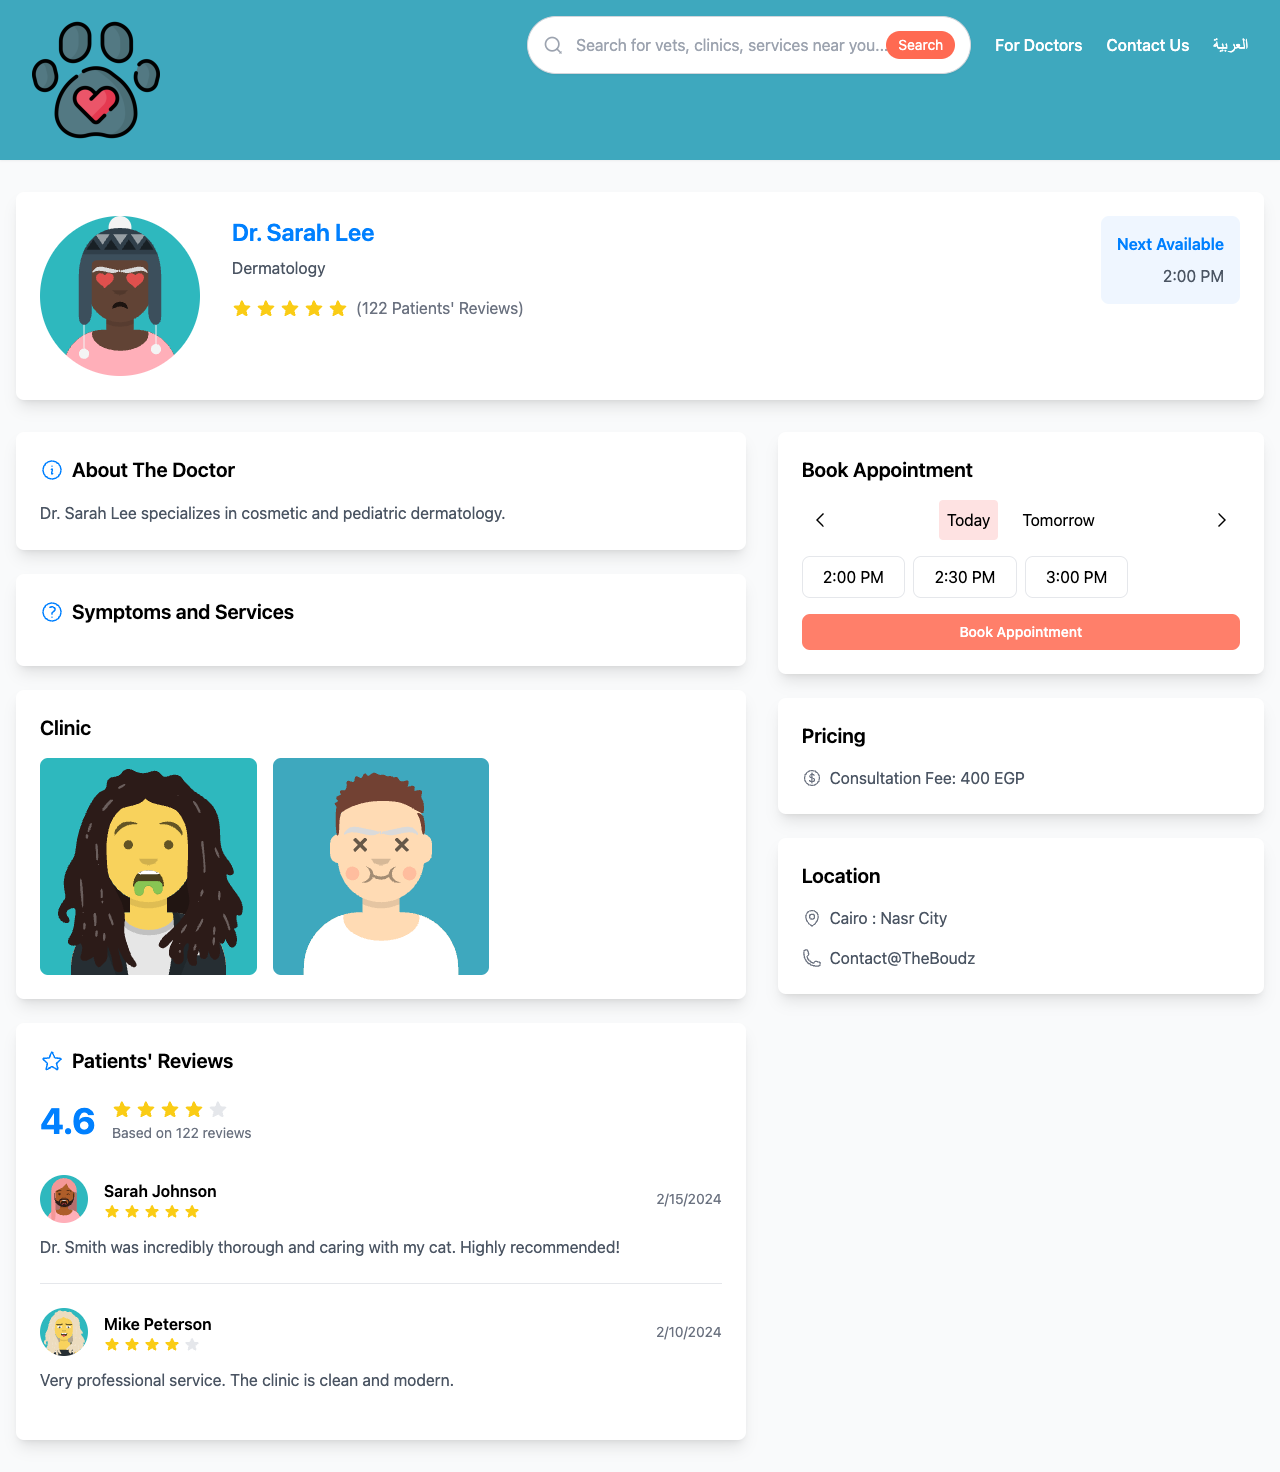 Search for vets, clinics, services near you...
Search
For Doctors
Contact Us
العربية
Dr. Sarah Lee
Dermatology
(122 Patients' Reviews)
Next Available
2:00 PM
About The Doctor
Dr. Sarah Lee specializes in cosmetic and pediatric dermatology.
Symptoms and Services
Clinic
Patients' Reviews
4.6
Based on 122 reviews
Sarah Johnson
2/15/2024
Dr. Smith was incredibly thorough and caring with my cat. Highly recommended!
Mike Peterson
2/10/2024
Very professional service. The clinic is clean and modern.
Book Appointment
Today
Tomorrow
2:00 PM
2:30 PM
3:00 PM
Book Appointment
Pricing
Consultation Fee: 400 EGP
Location
Cairo : Nasr City
Contact@TheBoudz